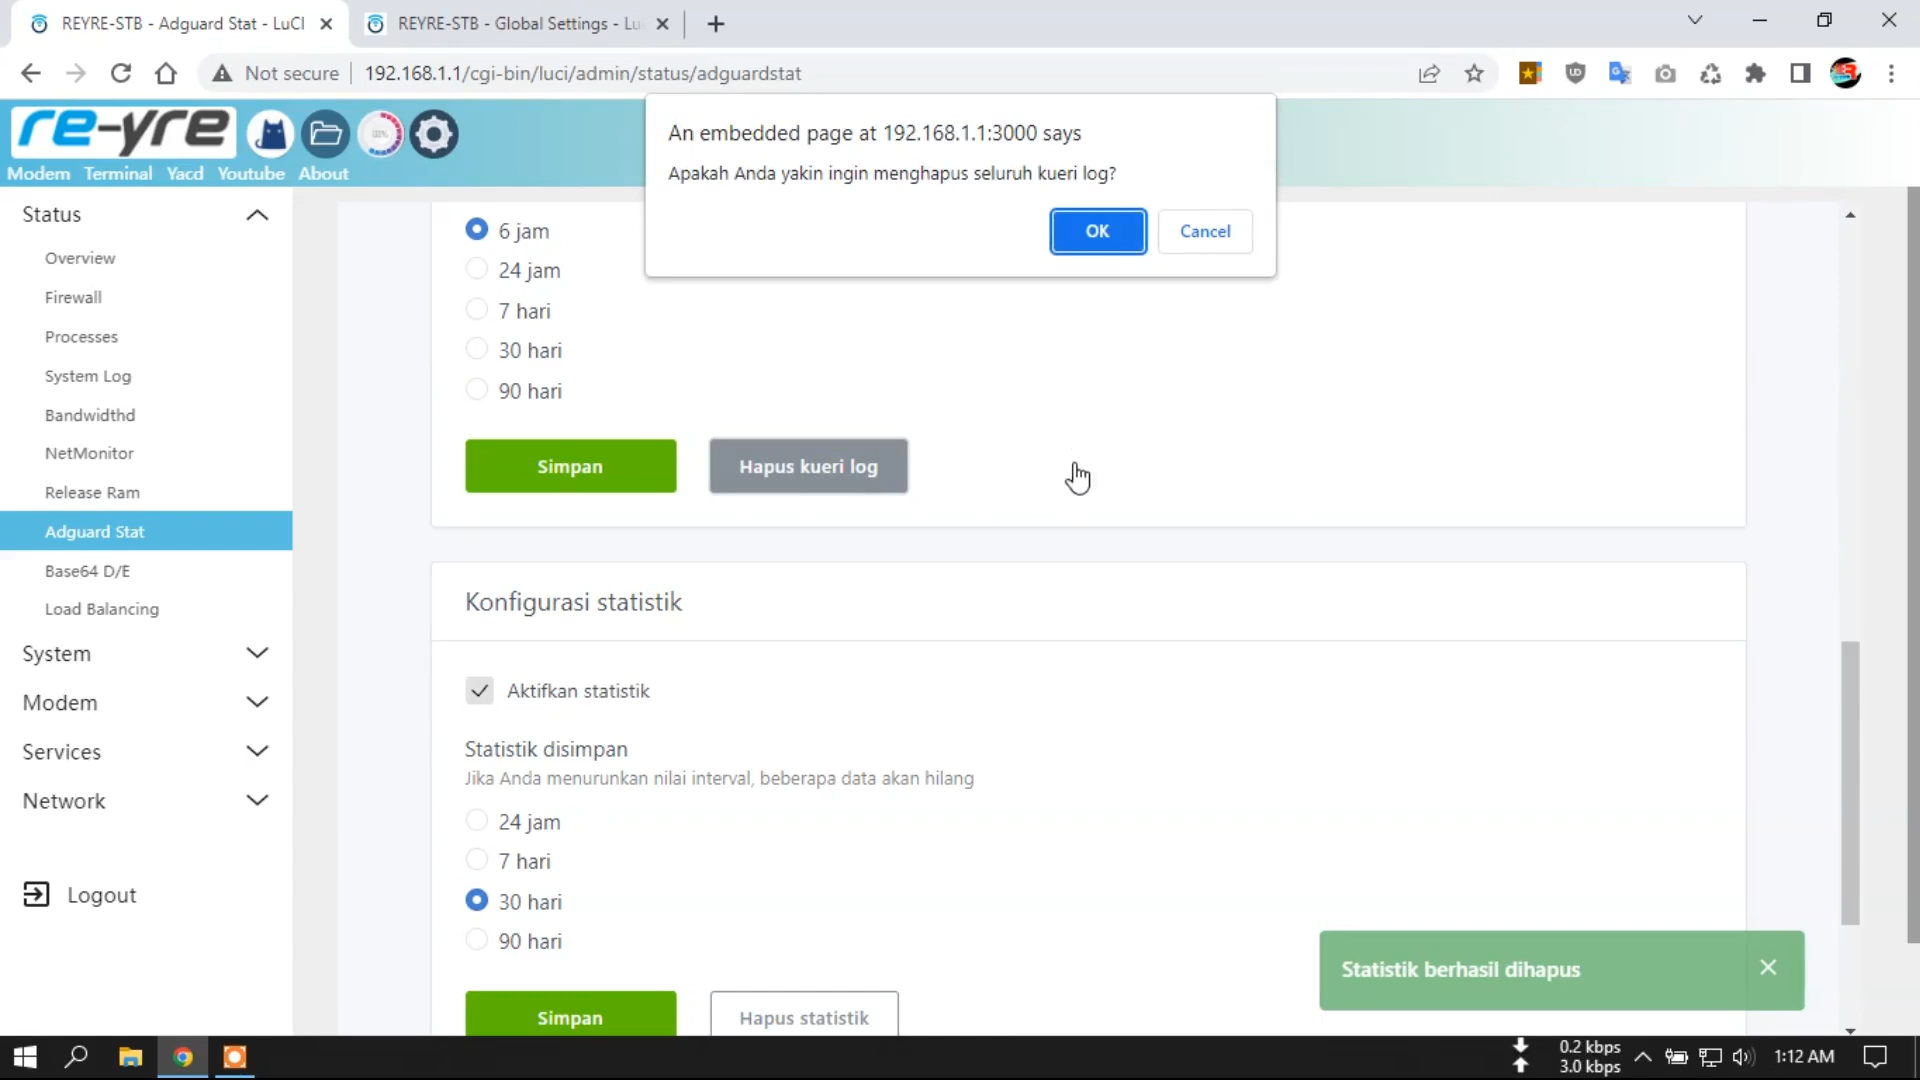 REYRE-STB - Adguard Stat - LuCI
REYRE-STB - Global Settings - Lu
Not secure
192.168.1.1/cgi-bin/luci/admin/status/adguardstat
re-yre
Modem Terminal Yacd Youtube About
An embedded page at 192.168.1.1:3000 says
Apakah Anda yakin ingin menghapus seluruh kueri log?
OK
Cancel
Status
Overview
Firewall
Processes
System Log
Bandwidthd
NetMonitor
Release Ram
Adguard Stat
Base64 D/E
Load Balancing
System
Modem
Services
Network
Logout
6 jam
24 jam
7 hari
30 hari
90 hari
Simpan
Hapus kueri log
Konfigurasi statistik
Aktifkan statistik
Statistik disimpan
Jika Anda menurunkan nilai interval, beberapa data akan hilang
24 jam
7 hari
30 hari
90 hari
Simpan
Hapus statistik
Statistik berhasil dihapus
0.2 kbps
3.0 kbps
1:12 AM